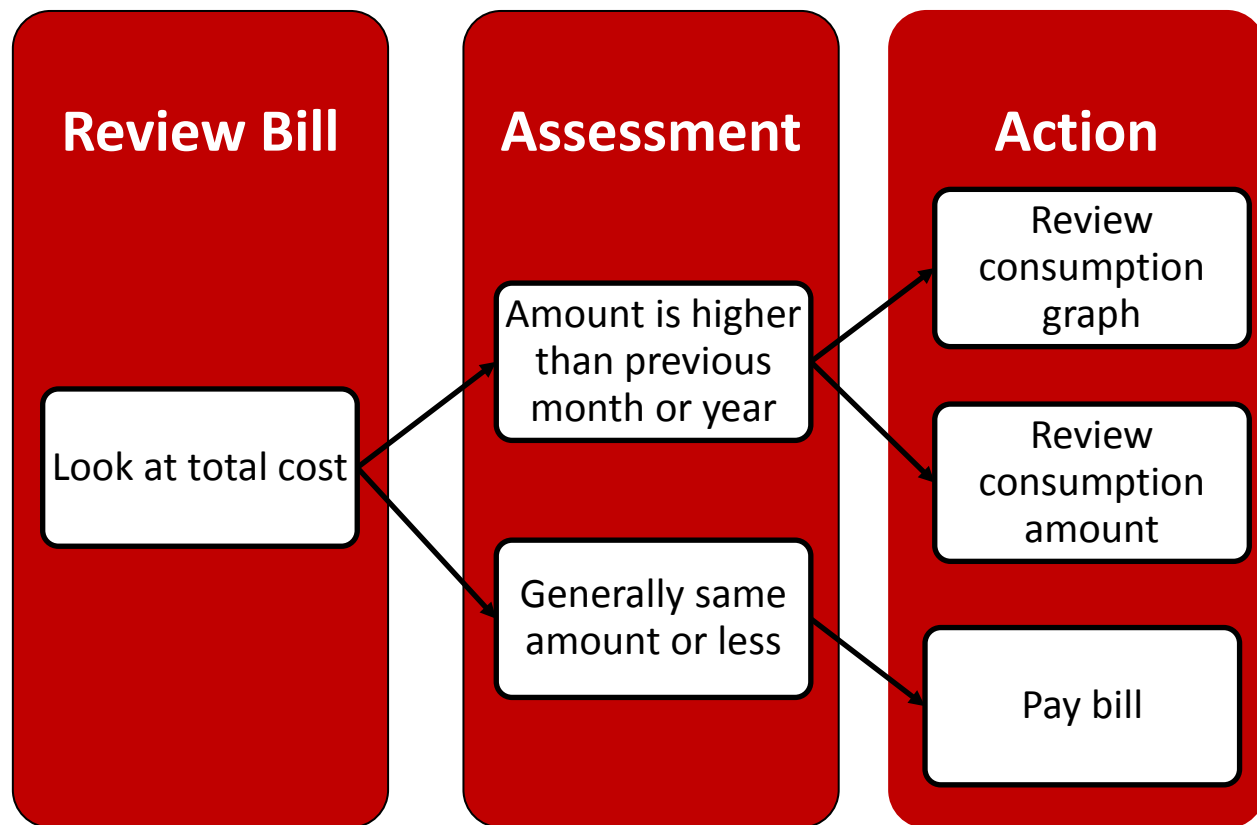 Review Bill
Look at total cost
Assessment
Amount is higher
than previous
month or year
Generally same
amount or less
Action
Review
consumption
graph
Review
consumption
amount
Pay bill